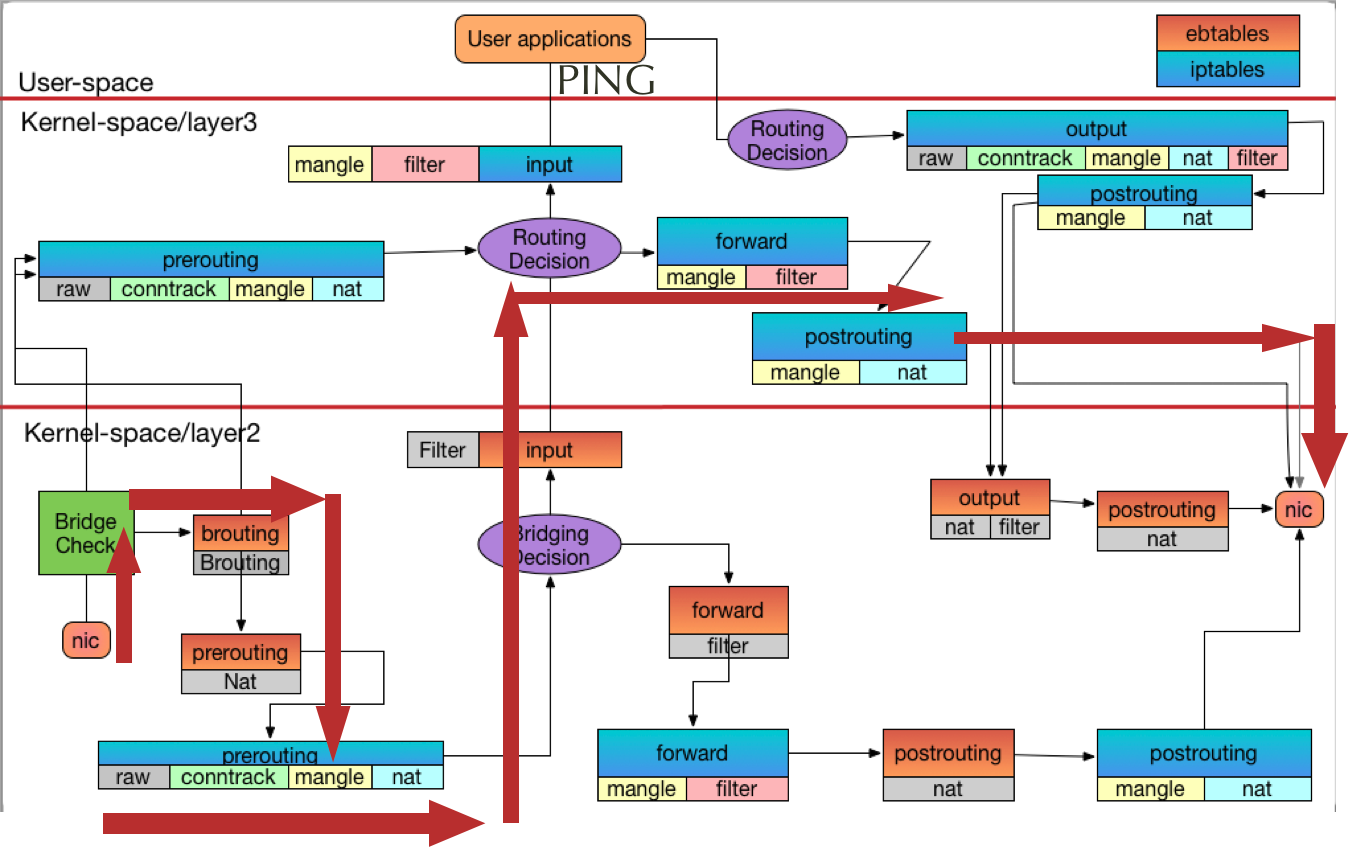 User applications
ebtables
iptables
PING
User-space
Kernel-space/layer3
Routing
Decision
output
raw conntrack mangle nat filter
mangle filter input
postrouting
mangle nat
Routing
Decision
forward
mangle filter
prerouting
raw conntrack mangle nat
postrouting
mangle nat
Kernel-space/layer2
Filter input
Bridge
Check
brouting
Brouting
Bridging
Decision
output
nat filter
postrouting
nat
nic
nic
prerouting
Nat
forward
filter
prerouting
raw conntrack mangle nat
forward
mangle filter
postrouting
nat
postrouting
mangle nat